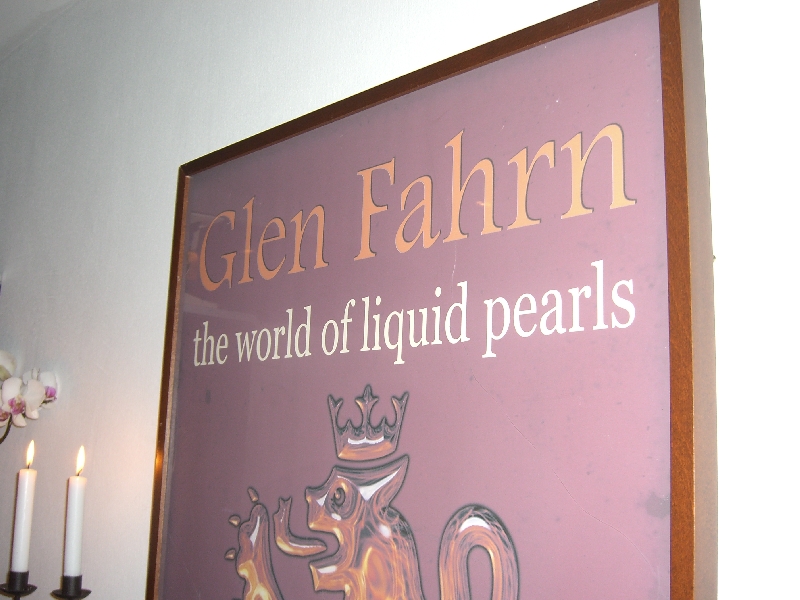 Glen Fahrn
the world of liquid pearls